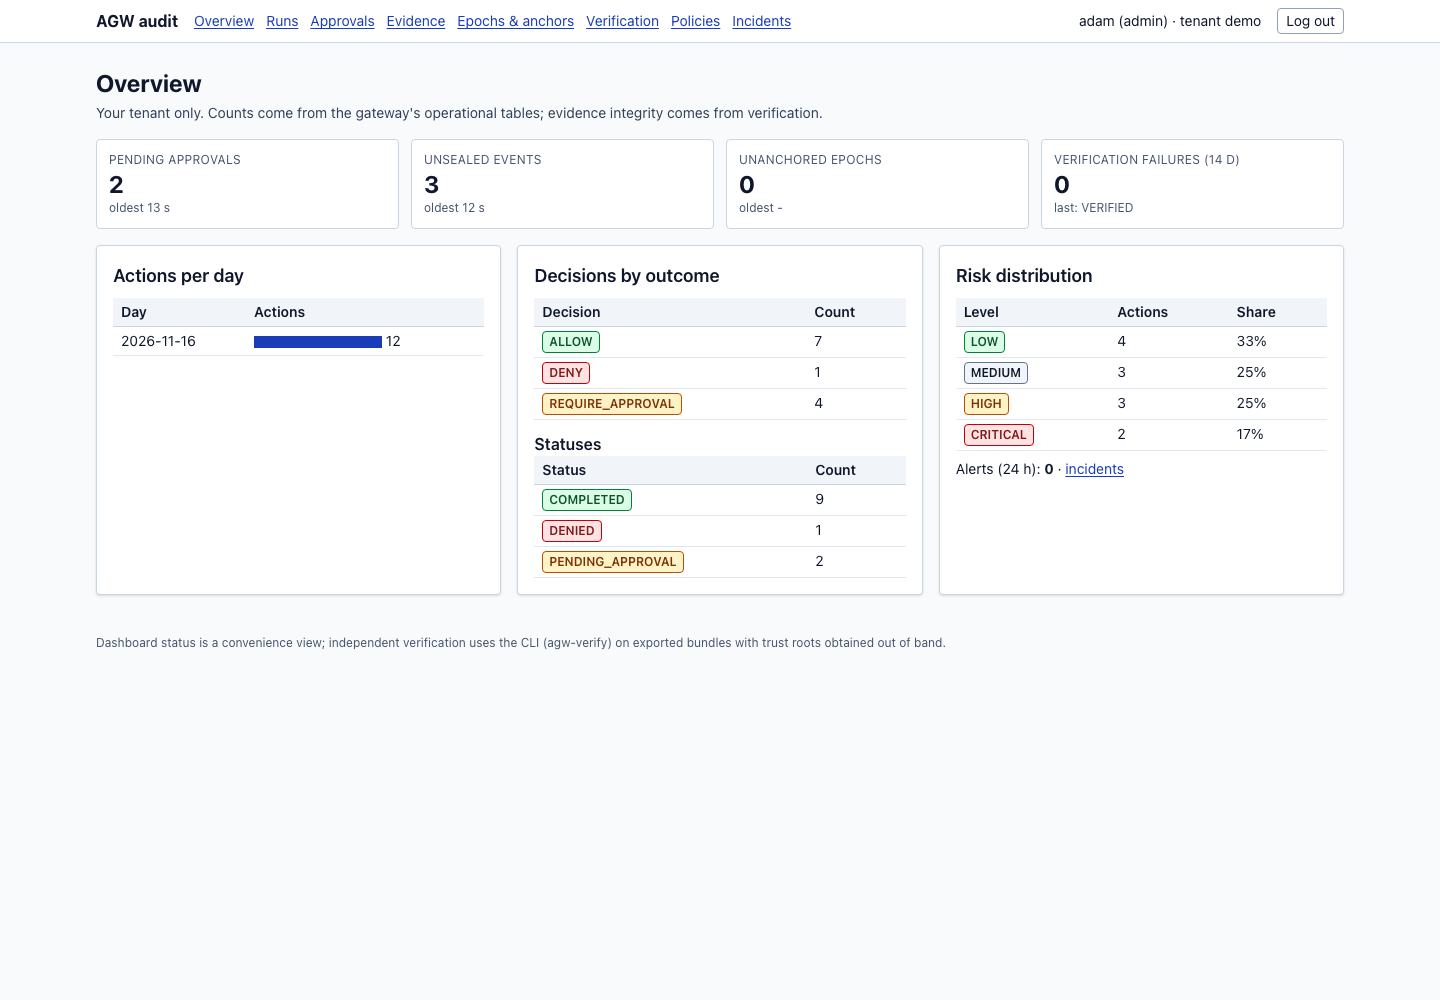 AGW audit Overview Runs Approvals Evidence Epochs & anchors Verification Policies Incidents adam (admin) · tenant demo Log out
Overview
Your tenant only. Counts come from the gateway's operational tables; evidence integrity comes from verification.
PENDING APPROVALS
2
oldest 13 s
UNSEALED EVENTS
3
oldest 12 s
UNANCHORED EPOCHS
0
oldest -
VERIFICATION FAILURES (14 D)
0
last: VERIFIED
Actions per day
Day Actions
2026-11-16 12
Decisions by outcome
Decision Count
ALLOW 7
DENY 1
REQUIRE_APPROVAL 4
Statuses
Status Count
COMPLETED 9
DENIED 1
PENDING_APPROVAL 2
Risk distribution
Level Actions Share
LOW 4 33%
MEDIUM 3 25%
HIGH 3 25%
CRITICAL 2 17%
Alerts (24 h): 0 · incidents
Dashboard status is a convenience view; independent verification uses the CLI (agw-verify) on exported bundles with trust roots obtained out of band.